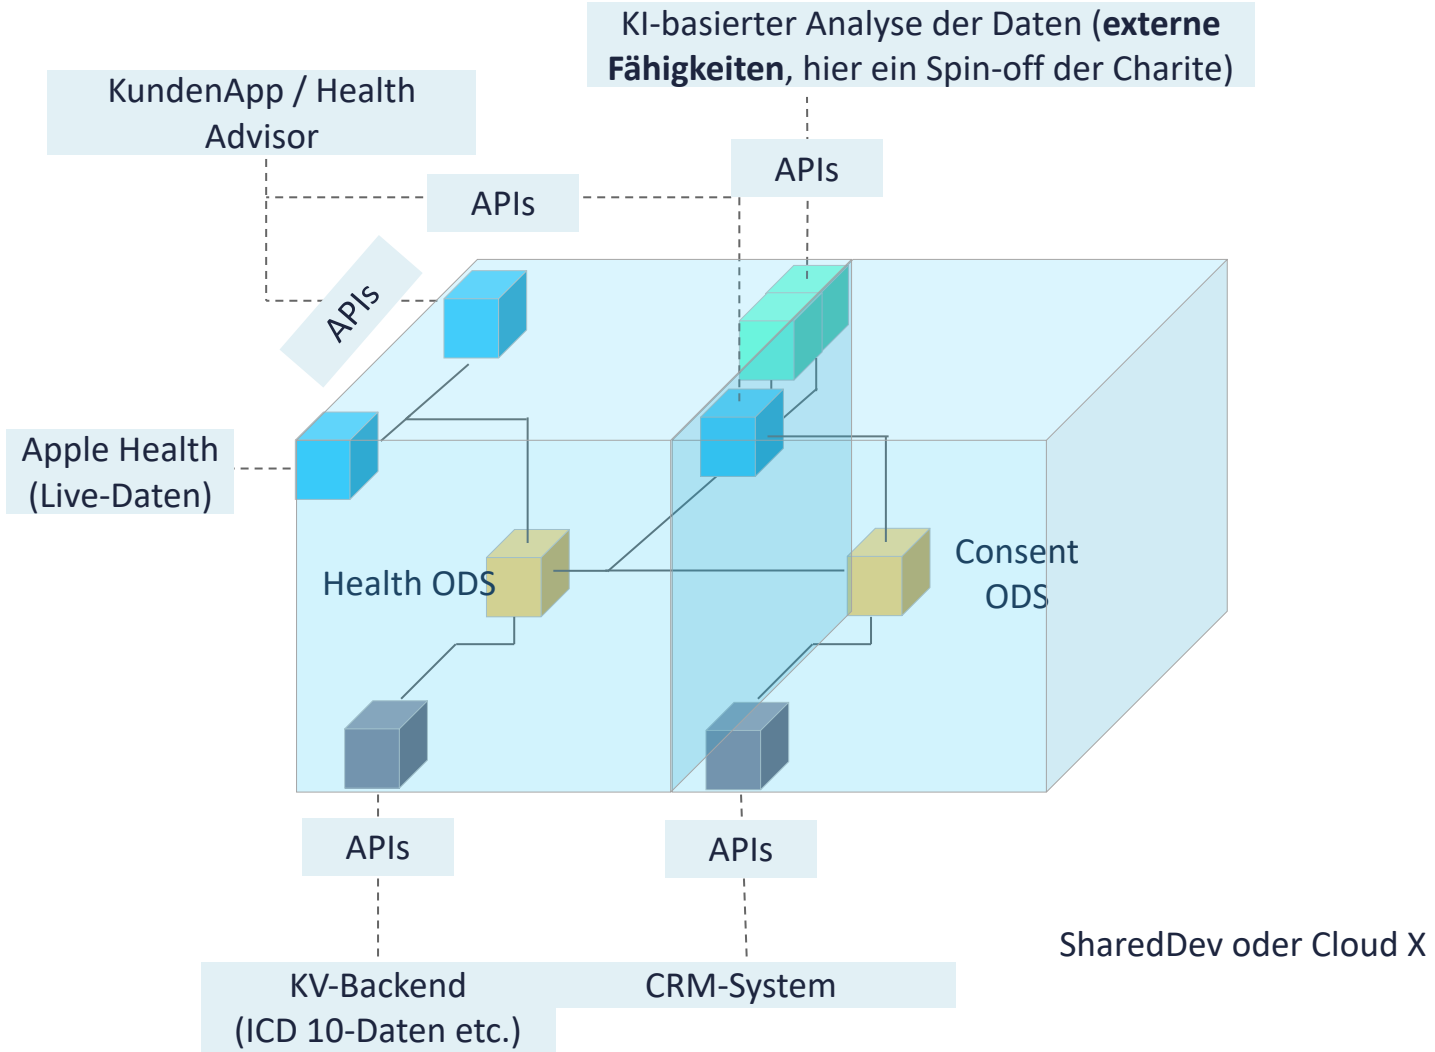 KI-basierter Analyse der Daten (externe
Fähigkeiten, hier ein Spin-off der Charite)
KundenApp / Health
Advisor
APIs
APIs
APIs
Apple Health
(Live-Daten)
Health ODS
Consent
ODS
APIs
APIs
SharedDev oder Cloud X
KV-Backend
(ICD 10-Daten etc.)
CRM-System